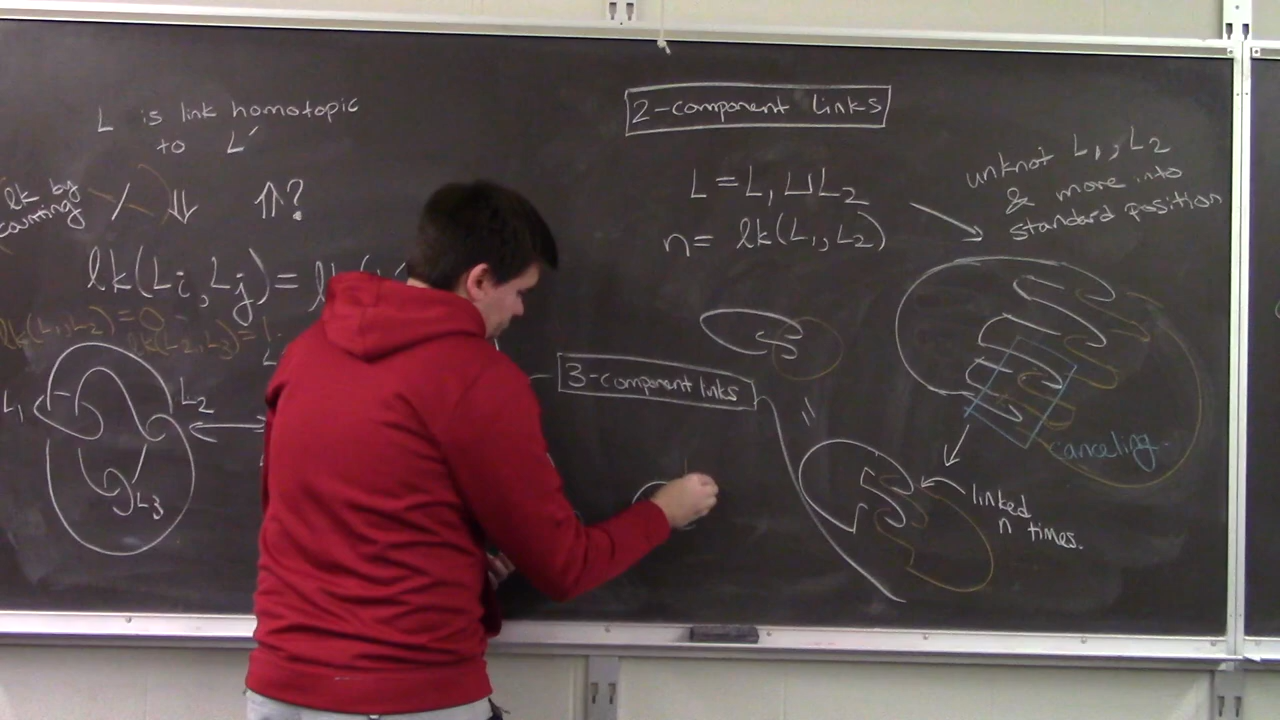 L is link homotopic
to L′
lk by
counting
⇓ ⇑?
lk(Li, Lj) =
lk(L1, L2) = 0
lk(L2, L3) =
L1
L2
L3
2-component links
L = L1 ⊔ L2
n = lk(L1, L2)
unknot L1, L2
& move into
standard position
3-component links
canceling.
linked
n times.